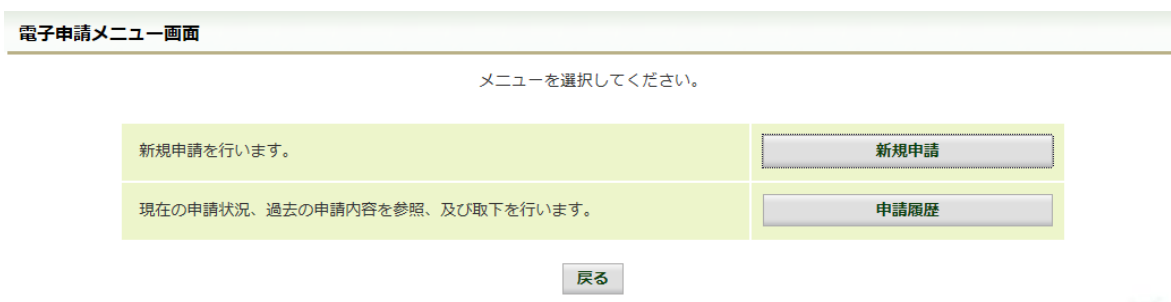 電子申請メニュー画面
メニューを選択してください。
新規申請を行います。
新規申請
現在の申請状況、過去の申請内容を参照、及び取下を行います。
申請履歴
戻る